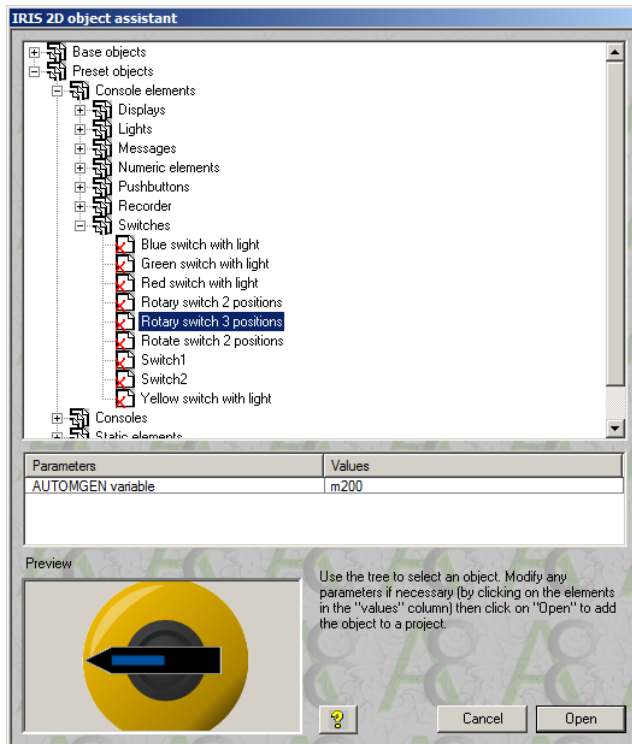 IRIS 2D object assistant
Base objects
Preset objects
Console elements
Displays
Lights
Messages
Numeric elements
Pushbuttons
Recorder
Switches
Blue switch with light
Green switch with light
Red switch with light
Rotary switch 2 positions
Rotary switch 3 positions
Rotate switch 2 positions
Switch1
Switch2
Yellow switch with light
Consoles
Static elements
Parameters Values
AUTOMGEN variable m200
Preview
Use the tree to select an object. Modify any
parameters if necessary (by clicking on the elements
in the "values" column) then click on "Open" to add
the object to a project.
? Cancel Open